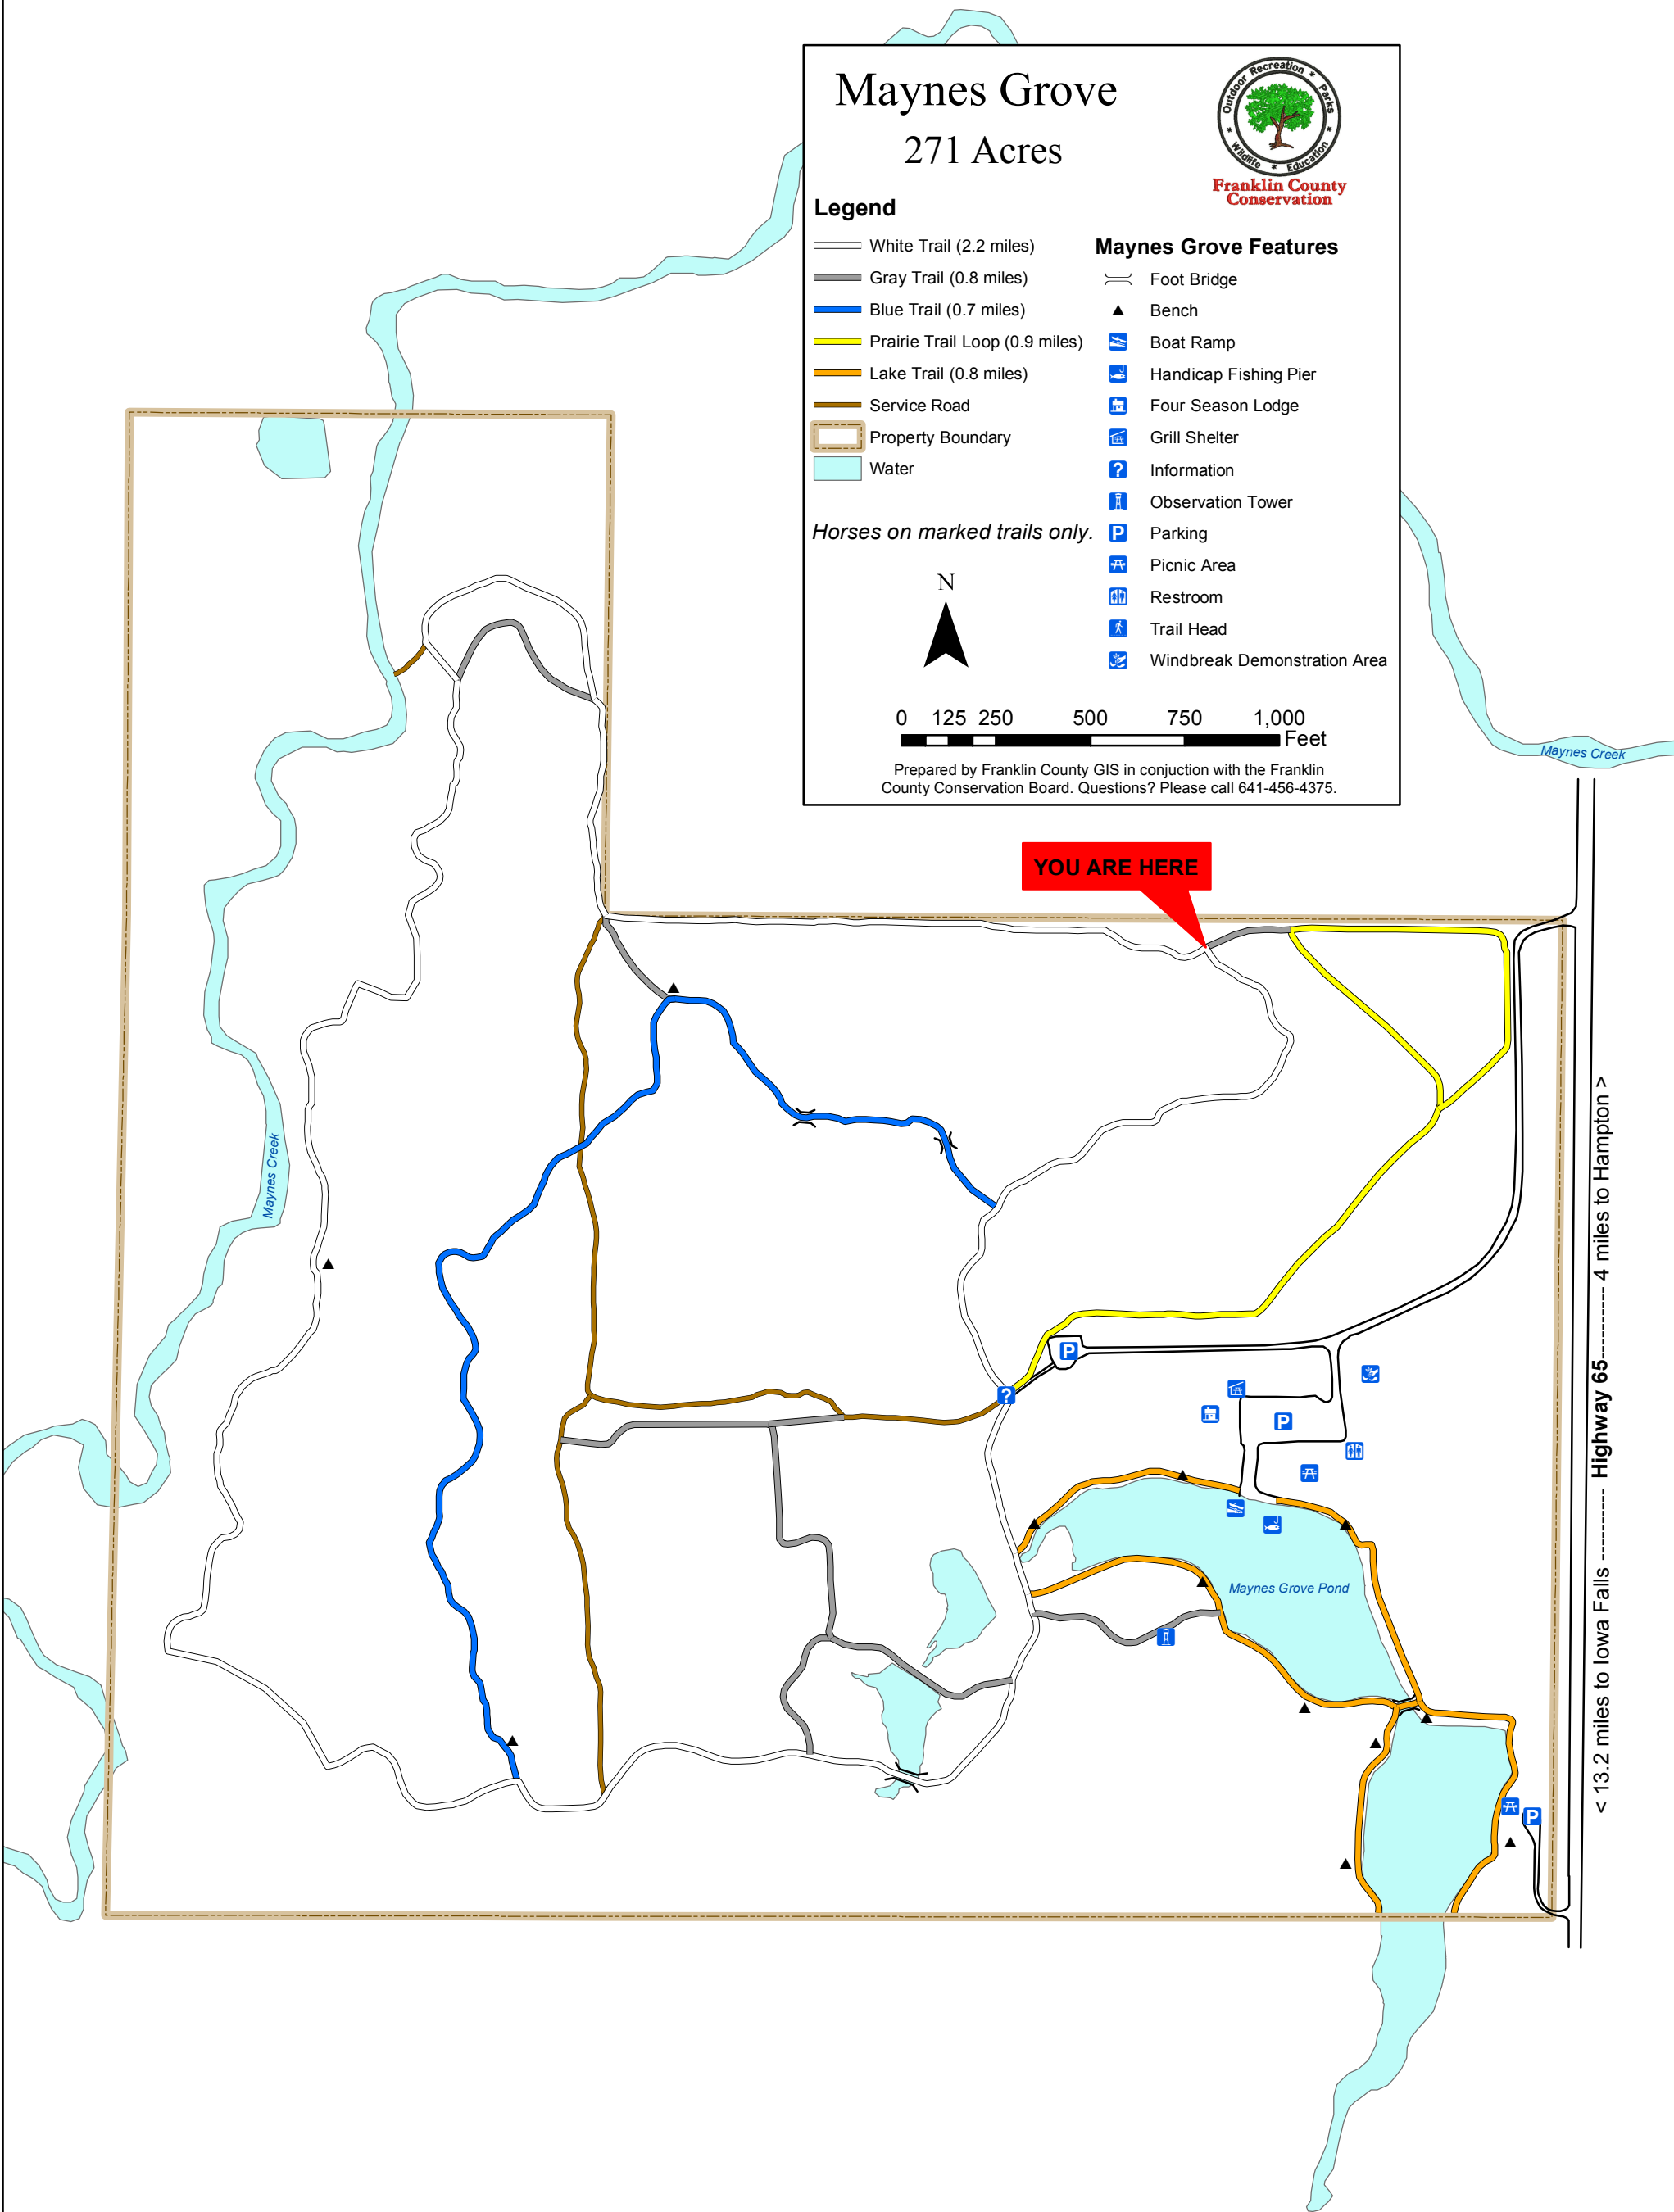 Maynes Grove
271 Acres
Outdoor Recreation * Parks * Education * Wildlife *
Franklin County
Conservation
Legend
White Trail (2.2 miles)
Gray Trail (0.8 miles)
Blue Trail (0.7 miles)
Prairie Trail Loop (0.9 miles)
Lake Trail (0.8 miles)
Service Road
Property Boundary
Water
Horses on marked trails only.
Maynes Grove Features
Foot Bridge
Bench
Boat Ramp
Handicap Fishing Pier
Four Season Lodge
Grill Shelter
? Information
Observation Tower
P Parking
Picnic Area
Restroom
Trail Head
Windbreak Demonstration Area
N
0 125 250 500 750 1,000
Feet
Prepared by Franklin County GIS in conjuction with the Franklin
County Conservation Board. Questions? Please call 641-456-4375.
Maynes Creek
YOU ARE HERE
Maynes Creek
P
?
P
Maynes Grove Pond
P
< 13.2 miles to Iowa Falls ------------ Highway 65------------ 4 miles to Hampton >